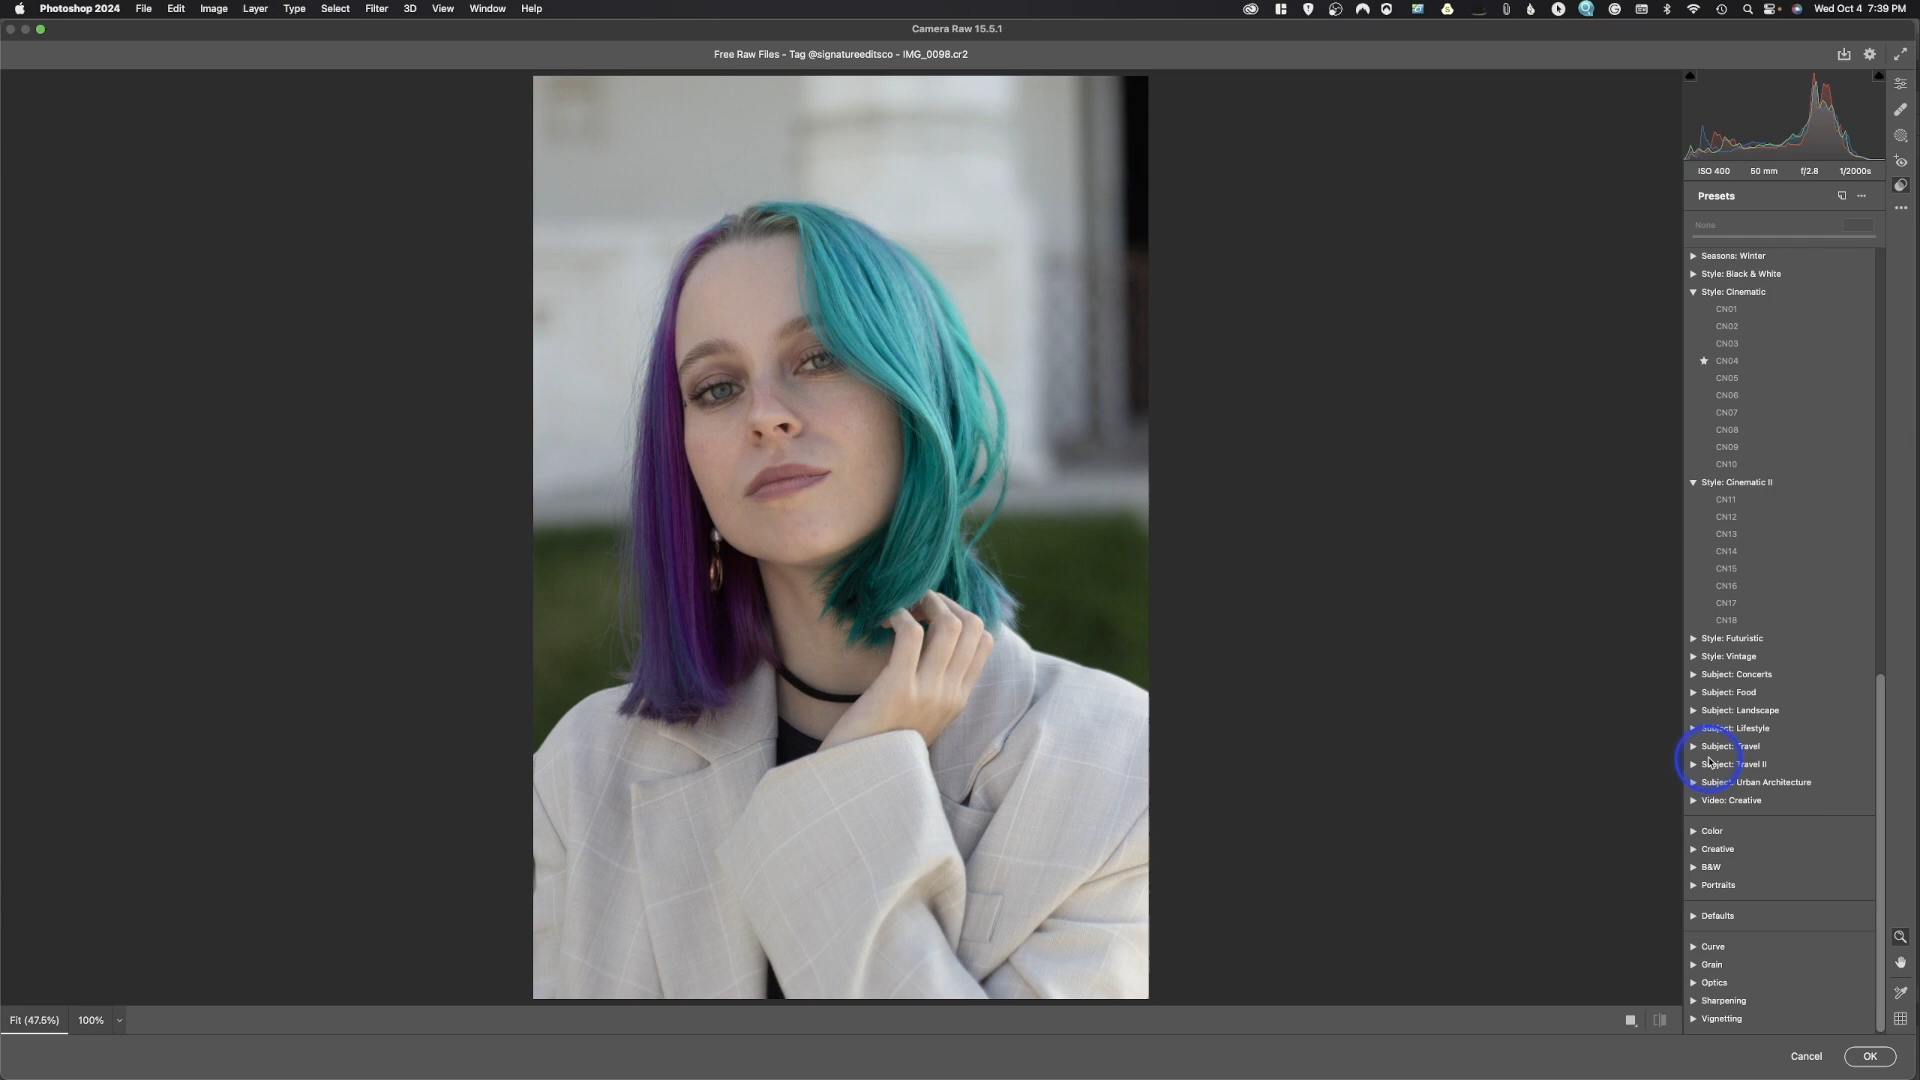 Photoshop 2024 File Edit Image Layer Type Select Filter 3D View Window Help Wed Oct 4 7:39 PM
Camera Raw 15.5.1
Free Raw Files - Tag @signatureeditsco - IMG_0098.cr2
ISO 400 50 mm f/2.8 1/2000s
Presets
None
Seasons: Winter
Style: Black & White
Style: Cinematic
CN01
CN02
CN03
CN04
CN05
CN06
CN07
CN08
CN09
CN10
Style: Cinematic II
CN11
CN12
CN13
CN14
CN15
CN16
CN17
CN18
Style: Futuristic
Style: Vintage
Subject: Concerts
Subject: Food
Subject: Landscape
Subject: Lifestyle
Subject: Travel
Subject: Travel II
Subject: Urban Architecture
Video: Creative
Color
Creative
B&W
Portraits
Defaults
Curve
Grain
Optics
Sharpening
Vignetting
Fit (47.5%) 100%
Cancel OK